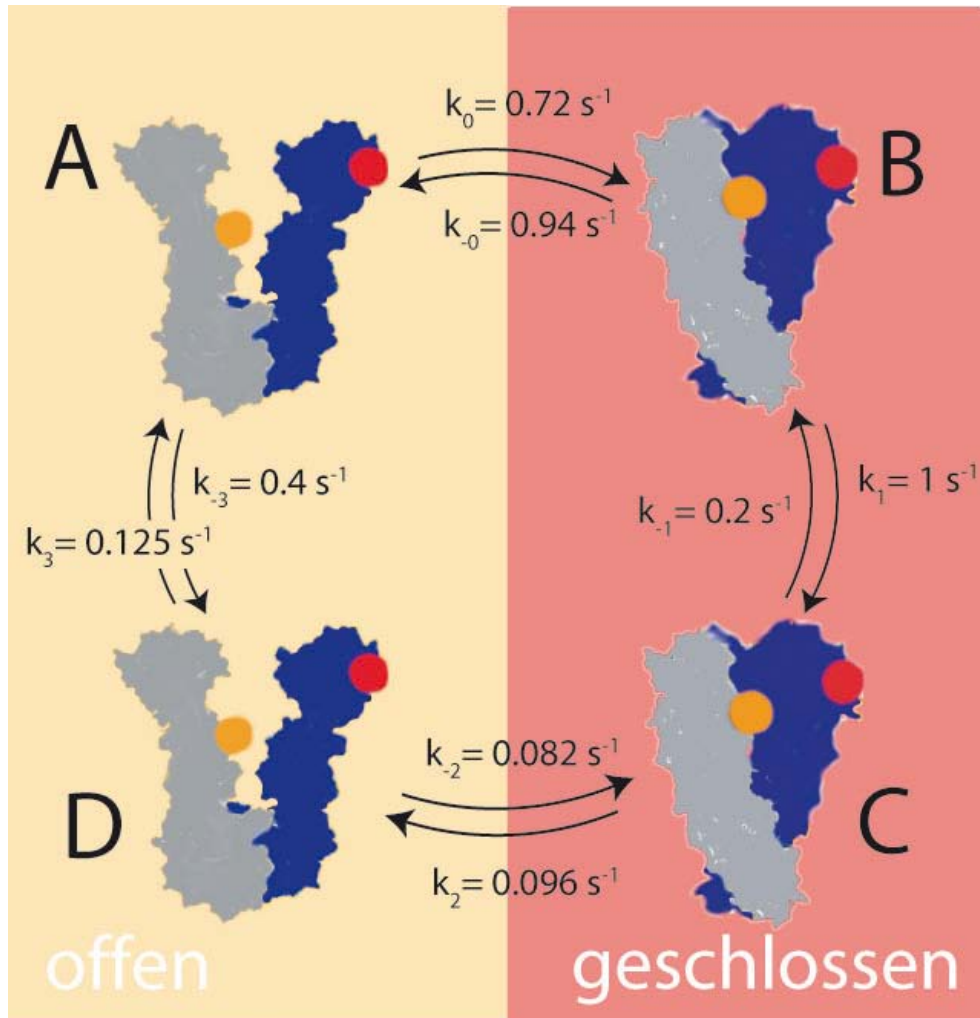 k₀= 0.72 s⁻¹
A
B
k₋₀= 0.94 s⁻¹
k₋₃= 0.4 s⁻¹
k₁= 1 s⁻¹
k₋₁= 0.2 s⁻¹
k₃= 0.125 s⁻¹
k₋₂= 0.082 s⁻¹
D
C
k₂= 0.096 s⁻¹
offen
geschlossen